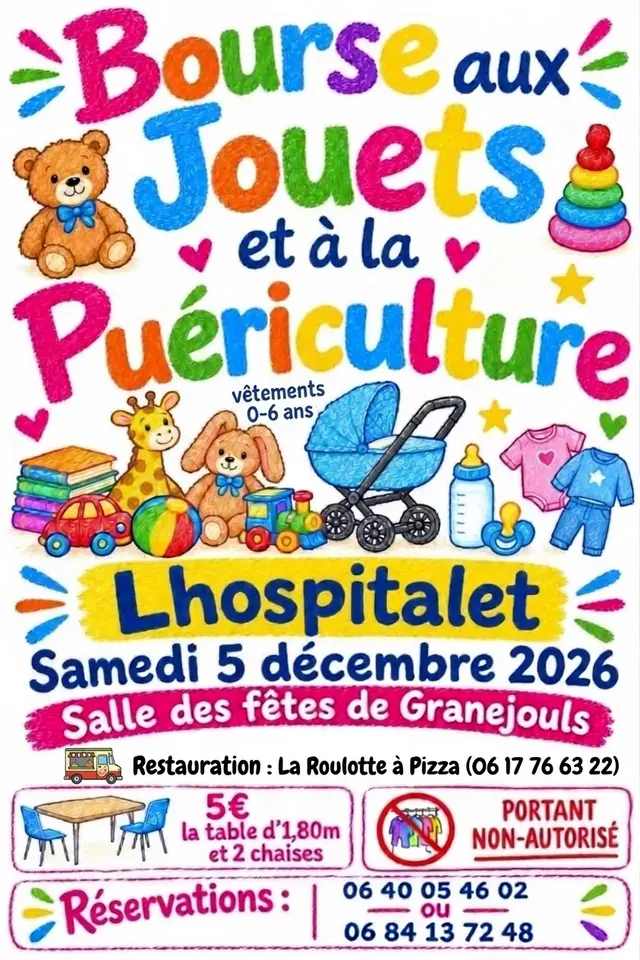 Bourse aux
Jouets
et à la
Puériculture
vêtements
0-6 ans
Lhospitalet
Samedi 5 décembre 2026
Salle des fêtes de Granejouls
Restauration : La Roulotte à Pizza (06 17 76 63 22)
5€
la table d'1,80m
et 2 chaises
PORTANT
NON-AUTORISÉ
Réservations :
06 40 05 46 02
ou
06 84 13 72 48